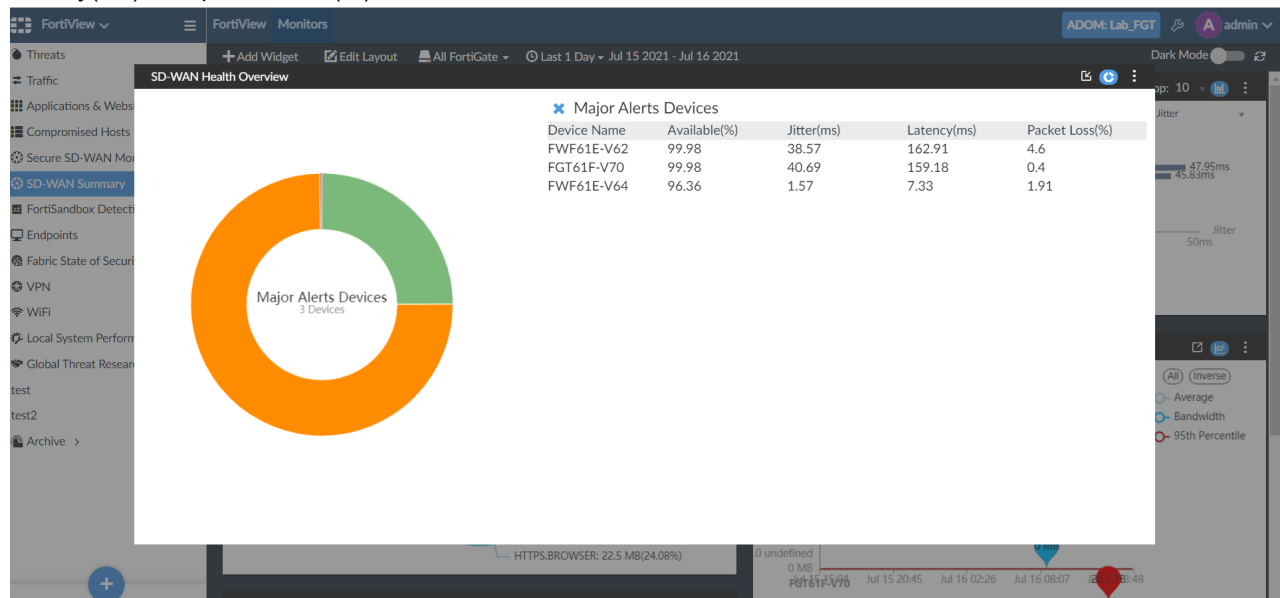 FortiView
FortiView Monitors
ADOM: Lab_FGT
A admin
Threats
Traffic
Applications & Webs
Compromised Hosts
Secure SD-WAN Mo
SD-WAN Summary
FortiSandbox Detect
Endpoints
Fabric State of Securi
VPN
WiFi
Local System Perform
Global Threat Resear
test
test2
Archive
Add Widget Edit Layout All FortiGate Last 1 Day Jul 15 2021 - Jul 16 2021
Dark Mode
SD-WAN Health Overview
Major Alerts Devices
3 Devices
Major Alerts Devices
Device Name Available(%) Jitter(ms) Latency(ms) Packet Loss(%)
FWF61E-V62 99.98 38.57 162.91 4.6
FGT61F-V70 99.98 40.69 159.18 0.4
FWF61E-V64 96.36 1.57 7.33 1.91
op: 10
Jitter
47.95ms
45.83ms
Jitter
50ms
All Inverse
Average
Bandwidth
95th Percentile
HTTPS.BROWSER: 22.5 MB(24.08%)
.0 undefined
0 MB
0 MB
FGT61F-V70
Jul 15 20:45 Jul 16 02:26 Jul 16 08:07